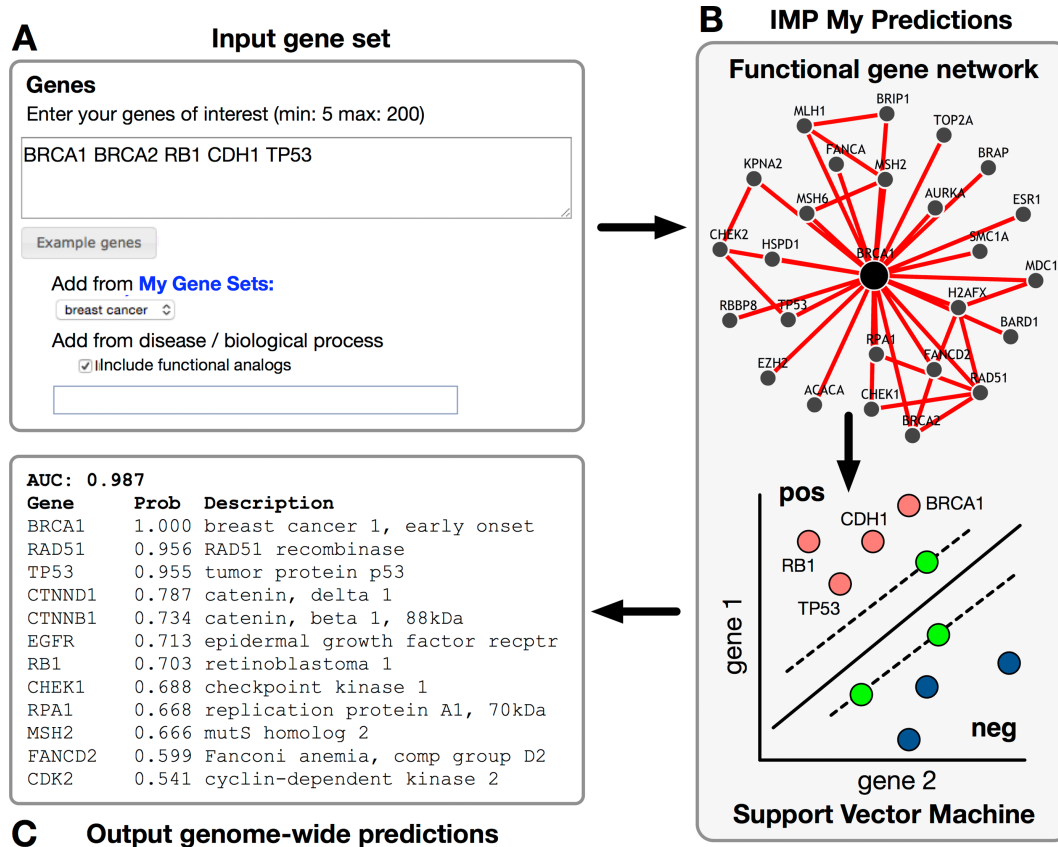 A
Input gene set
Genes
Enter your genes of interest (min: 5 max: 200)
BRCA1 BRCA2 RB1 CDH1 TP53
Example genes
Add from My Gene Sets:
breast cancer
Add from disease / biological process
Include functional analogs
B
IMP My Predictions
Functional gene network
BRIP1
MLH1
TOP2A
FANCA
MSH2
BRAP
KPNA2
MSH6
AURKA
ESR1
CHEK2
HSPD1
BRCA1
SMC1A
MDC1
H2AFX
RBBP8
TP53
BARD1
RPA1
FANCD2
EZH2
RAD51
ACACA
CHEK1
BRCA2
pos
BRCA1
CDH1
RB1
TP53
gene 1
neg
gene 2
Support Vector Machine
AUC: 0.987
Gene Prob Description
BRCA1 1.000 breast cancer 1, early onset
RAD51 0.956 RAD51 recombinase
TP53 0.955 tumor protein p53
CTNND1 0.787 catenin, delta 1
CTNNB1 0.734 catenin, beta 1, 88kDa
EGFR 0.713 epidermal growth factor recptr
RB1 0.703 retinoblastoma 1
CHEK1 0.688 checkpoint kinase 1
RPA1 0.668 replication protein A1, 70kDa
MSH2 0.666 mutS homolog 2
FANCD2 0.599 Fanconi anemia, comp group D2
CDK2 0.541 cyclin-dependent kinase 2
C
Output genome-wide predictions